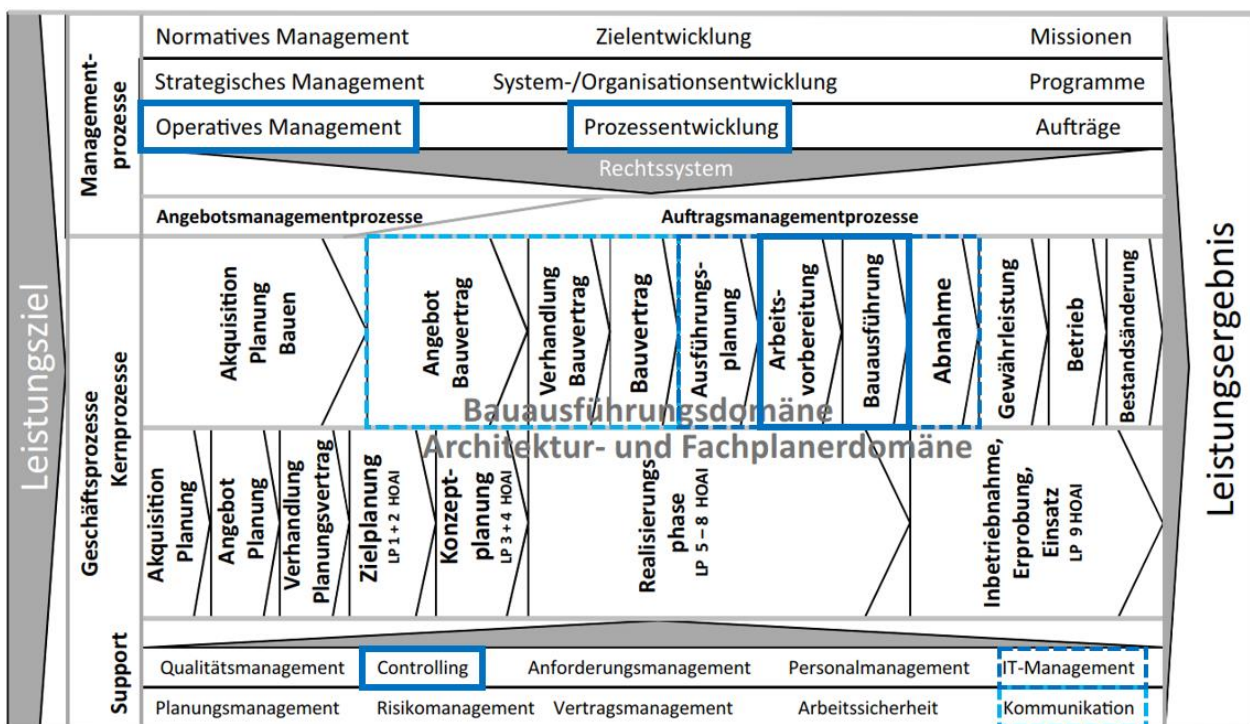 Leistungsziel
Management-
prozesse
Normatives Management
Zielentwicklung
Missionen
Strategisches Management
System-/Organisationsentwicklung
Programme
Operatives Management
Prozessentwicklung
Aufträge
Rechtssystem
Angebotsmanagementprozesse
Auftragsmanagementprozesse
Geschäftsprozesse
Kernprozesse
Akquisition
Planung
Bauen
Angebot
Bauvertrag
Verhandlung
Bauvertrag
Bauvertrag
Ausführungs-
planung
Arbeits-
vorbereitung
Bauausführung
Abnahme
Gewährleistung
Betrieb
Bestandsänderung
Bauausführungsdomäne
Architektur- und Fachplanerdomäne
Akquisition
Planung
Angebot
Planung
Verhandlung
Planungsvertrag
Zielplanung
LP 1 + 2 HOAI
Konzept-
planung
LP 3 + 4 HOAI
Realisierungs
phase
LP 5 – 8 HOAI
Inbetriebnahme,
Erprobung,
Einsatz
LP 9 HOAI
Support
Qualitätsmanagement
Controlling
Anforderungsmanagement
Personalmanagement
IT-Management
Planungsmanagement
Risikomanagement
Vertragsmanagement
Arbeitssicherheit
Kommunikation
Leistungsergebnis